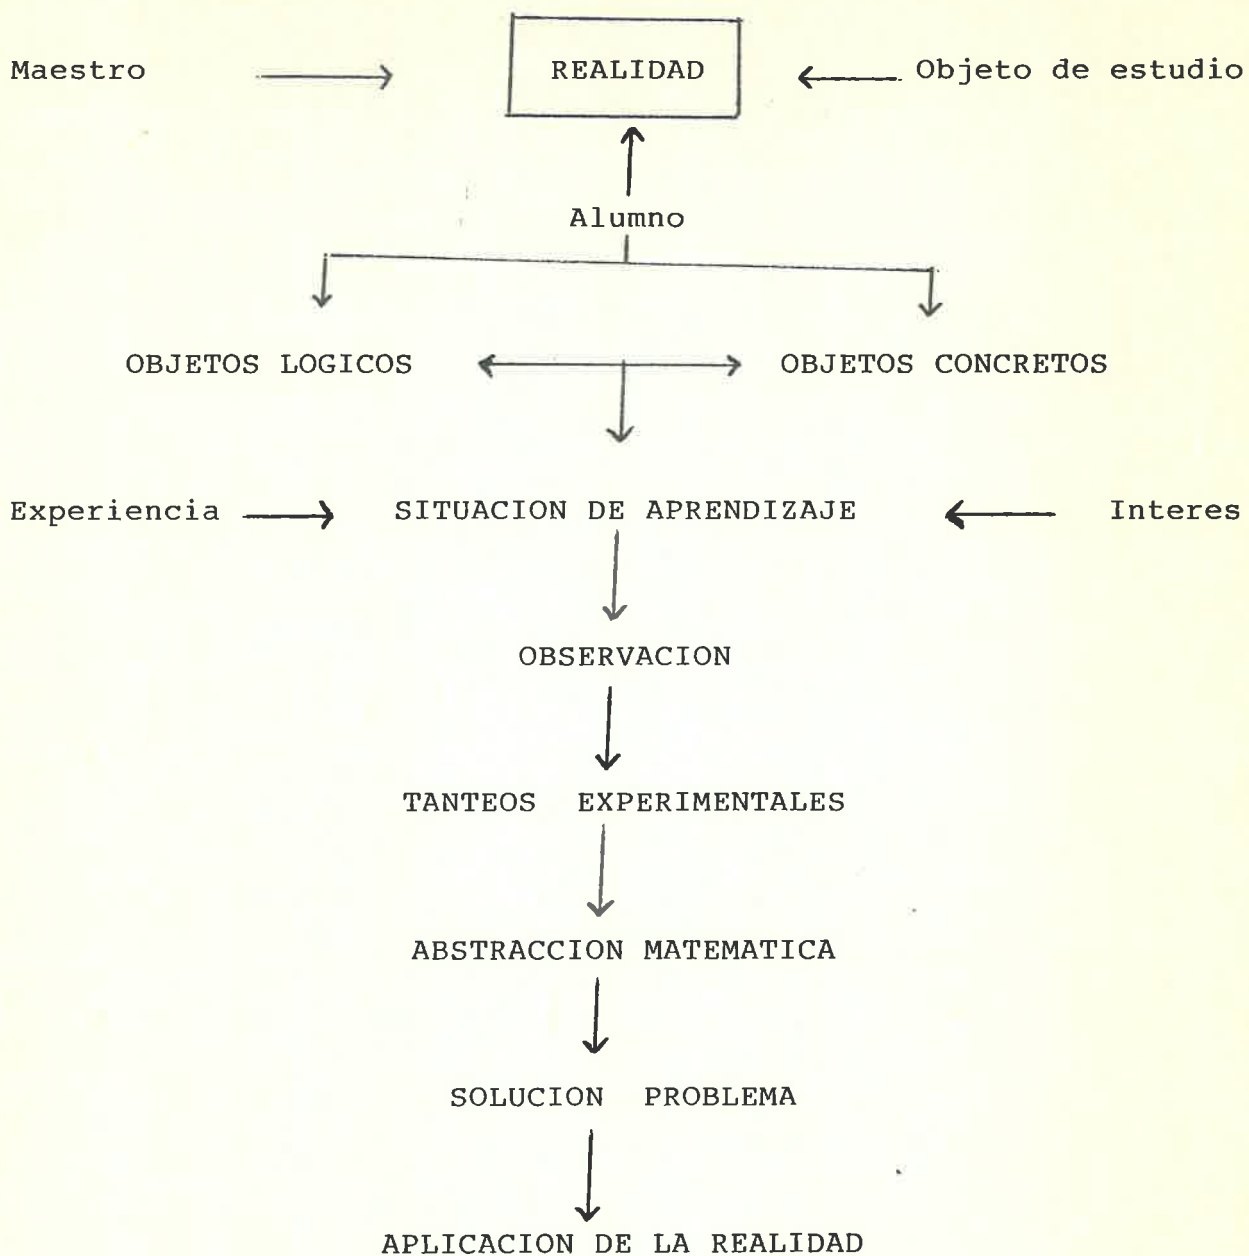 Maestro REALIDAD Objeto de estudio
Alumno
OBJETOS LOGICOS OBJETOS CONCRETOS
Experiencia SITUACION DE APRENDIZAJE Interes
OBSERVACION
TANTEOS EXPERIMENTALES
ABSTRACCION MATEMATICA
SOLUCION PROBLEMA
APLICACION DE LA REALIDAD